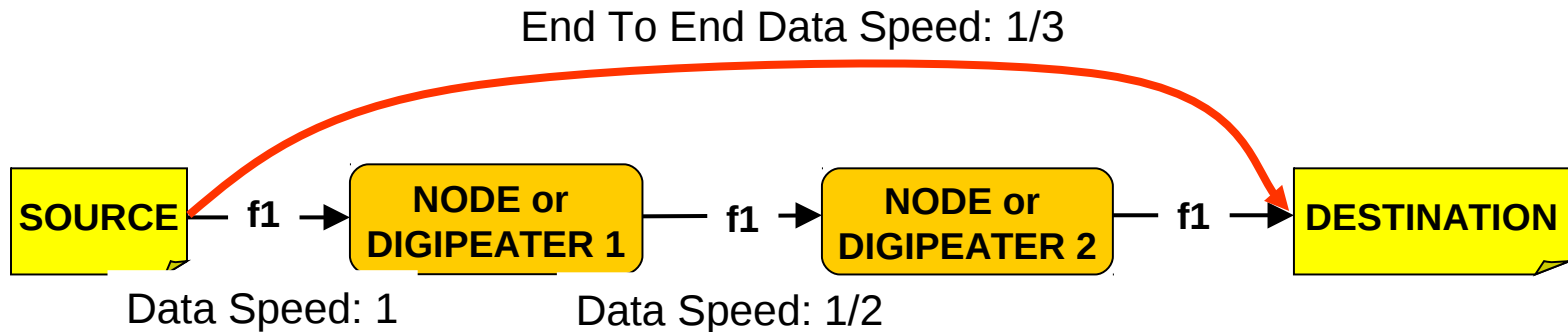 End To End Data Speed: 1/3
SOURCE
f1
NODE or
DIGIPEATER 1
f1
NODE or
DIGIPEATER 2
f1
DESTINATION
Data Speed: 1
Data Speed: 1/2